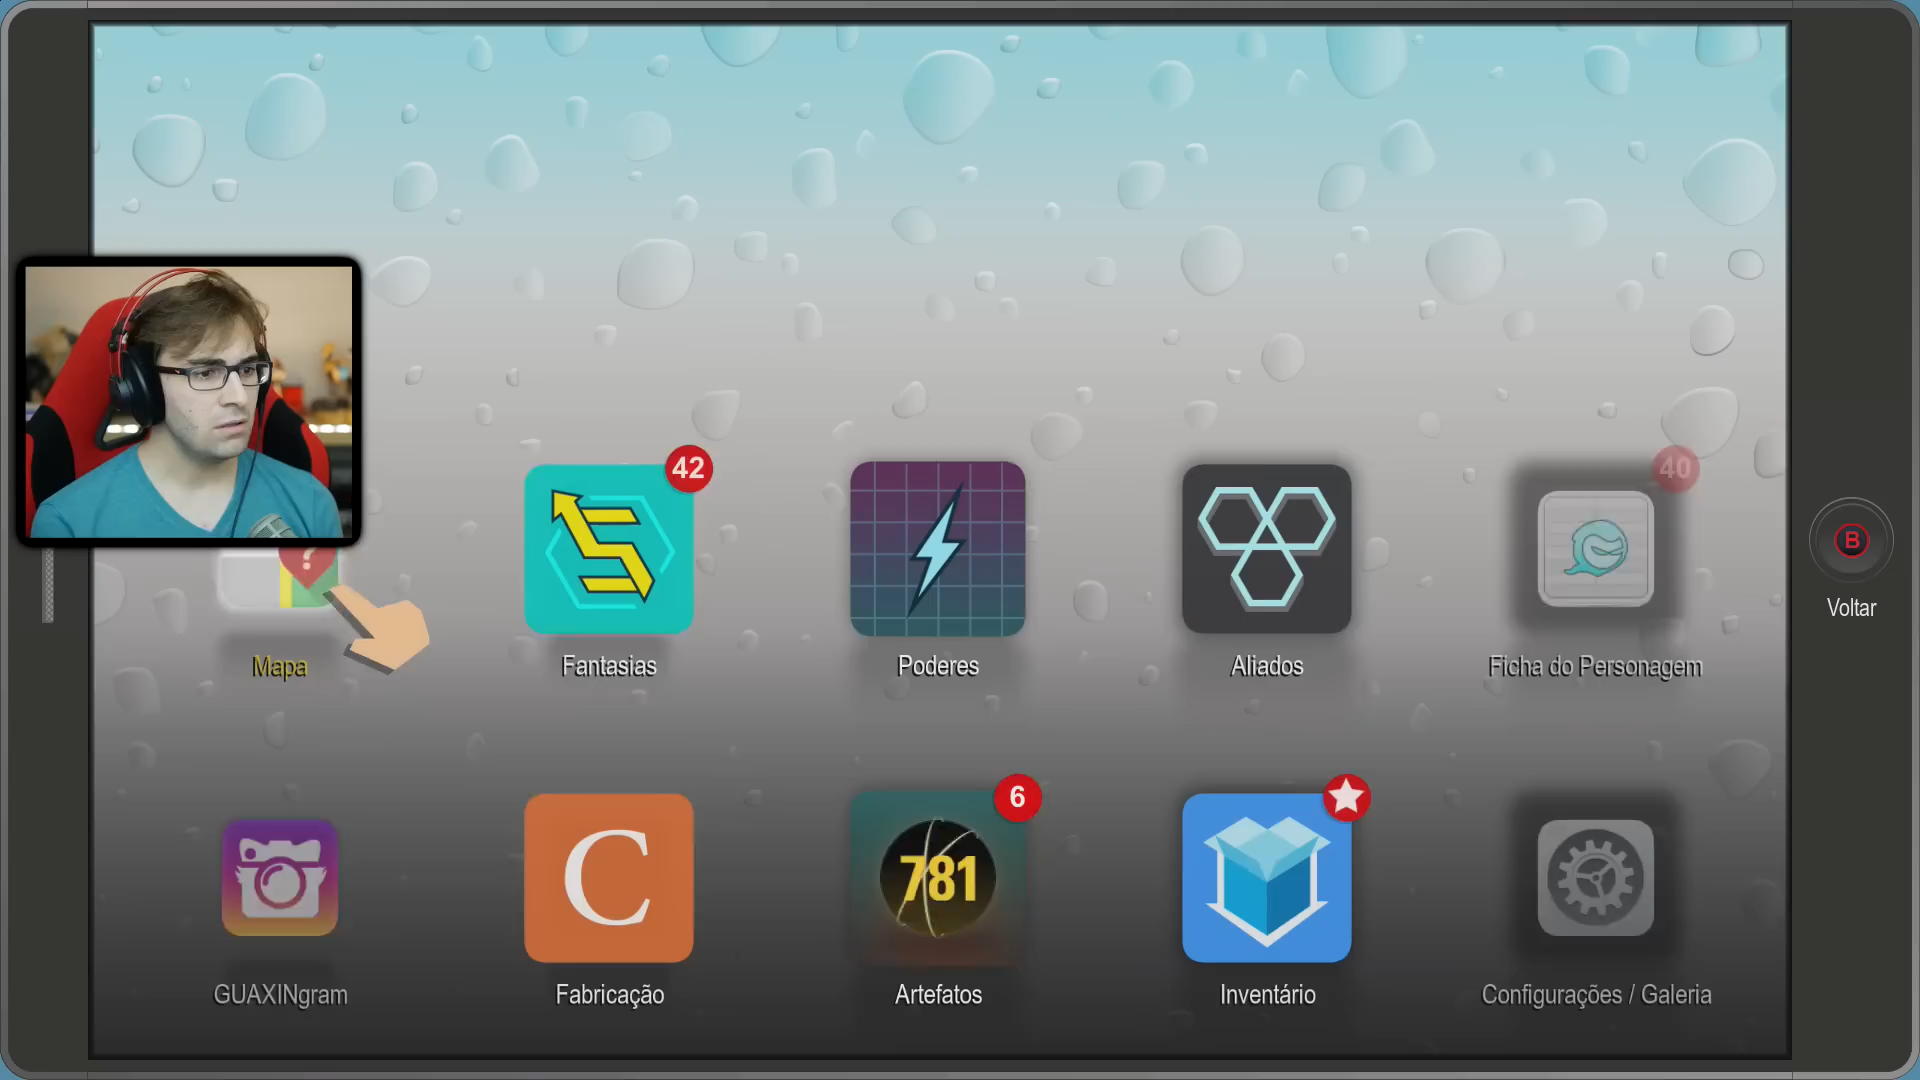 42
40
?
B
Voltar
Mapa
Fantasias
Poderes
Aliados
Ficha do Personagem
6
C
781
GUAXINgram
Fabricação
Artefatos
Inventário
Configurações / Galeria